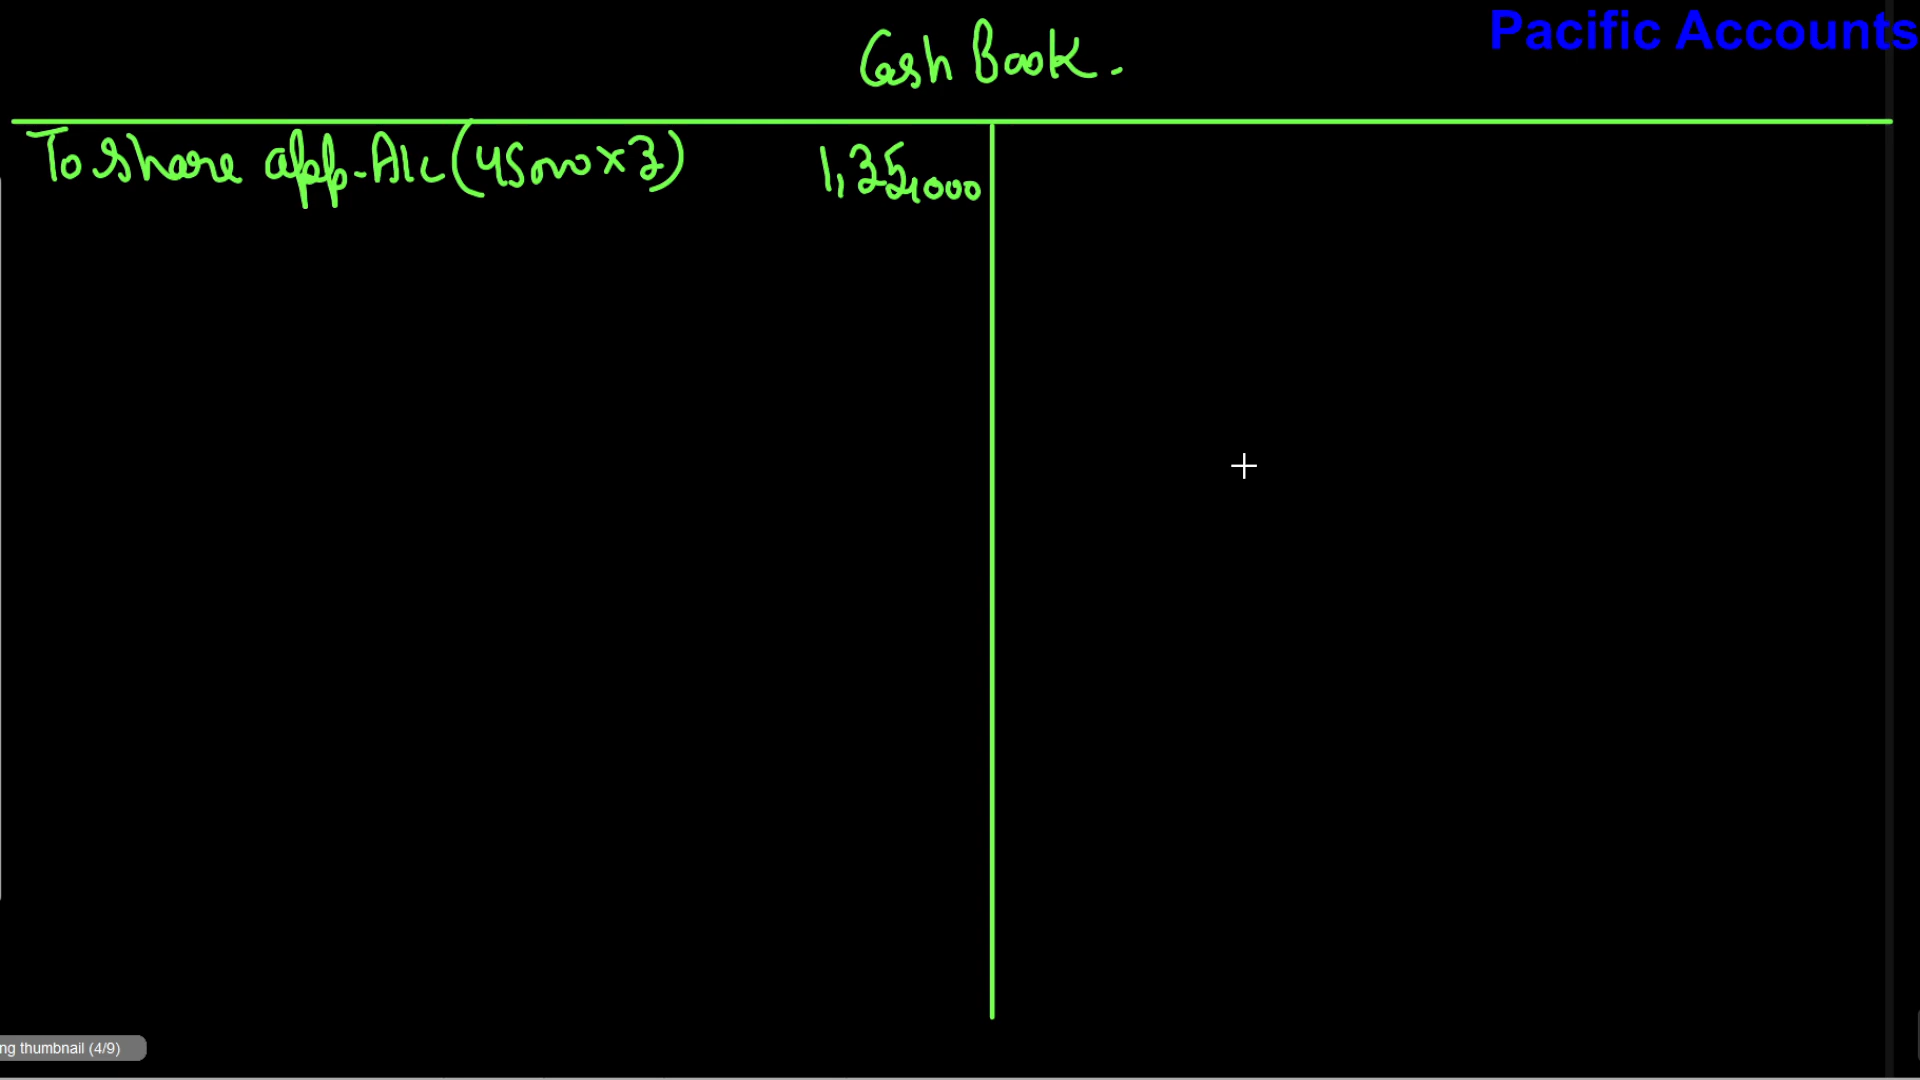 Pacific Accounts
Cash Book.
To Share app. A/c (45000×3) 1,35,000
ng thumbnail (4/9)